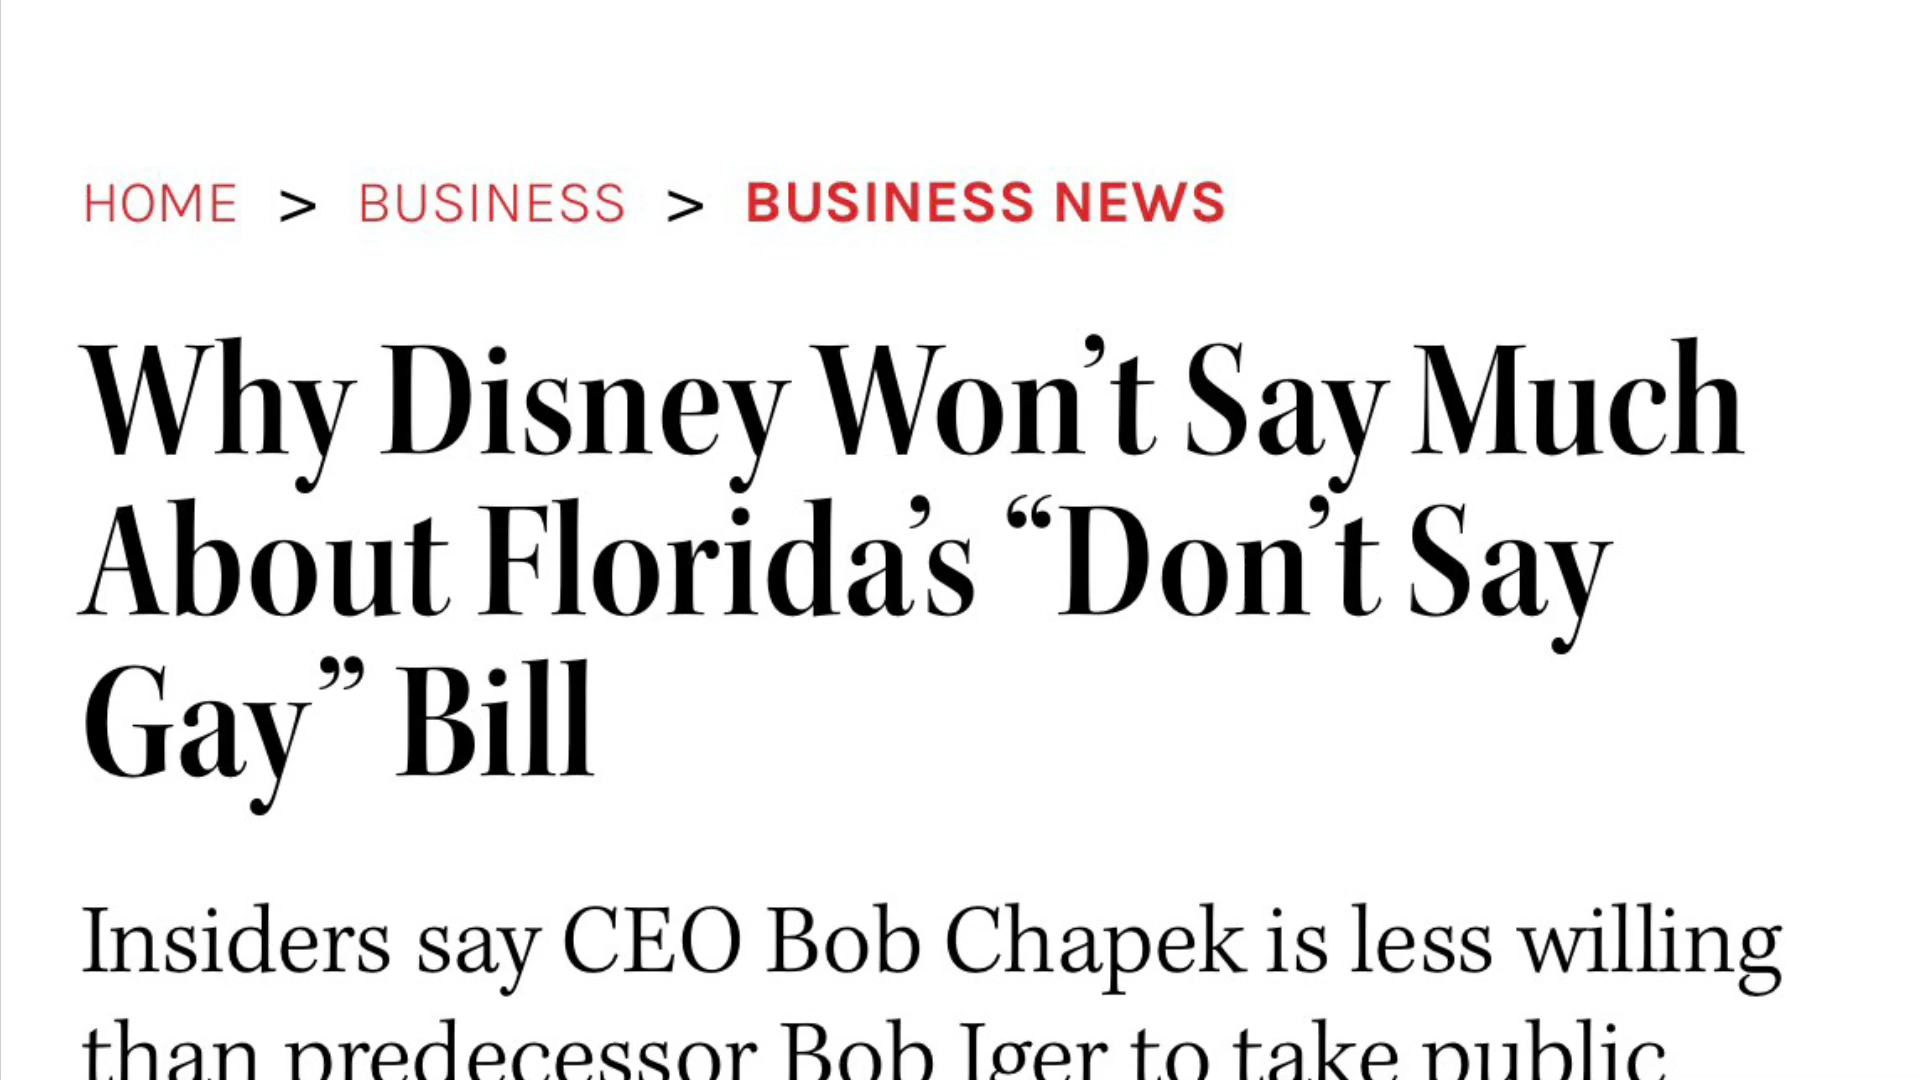 HOME > BUSINESS > BUSINESS NEWS
Why Disney Won’t Say Much
About Florida’s “Don’t Say
Gay” Bill
Insiders say CEO Bob Chapek is less willing
than predecessor Bob Iger to take public